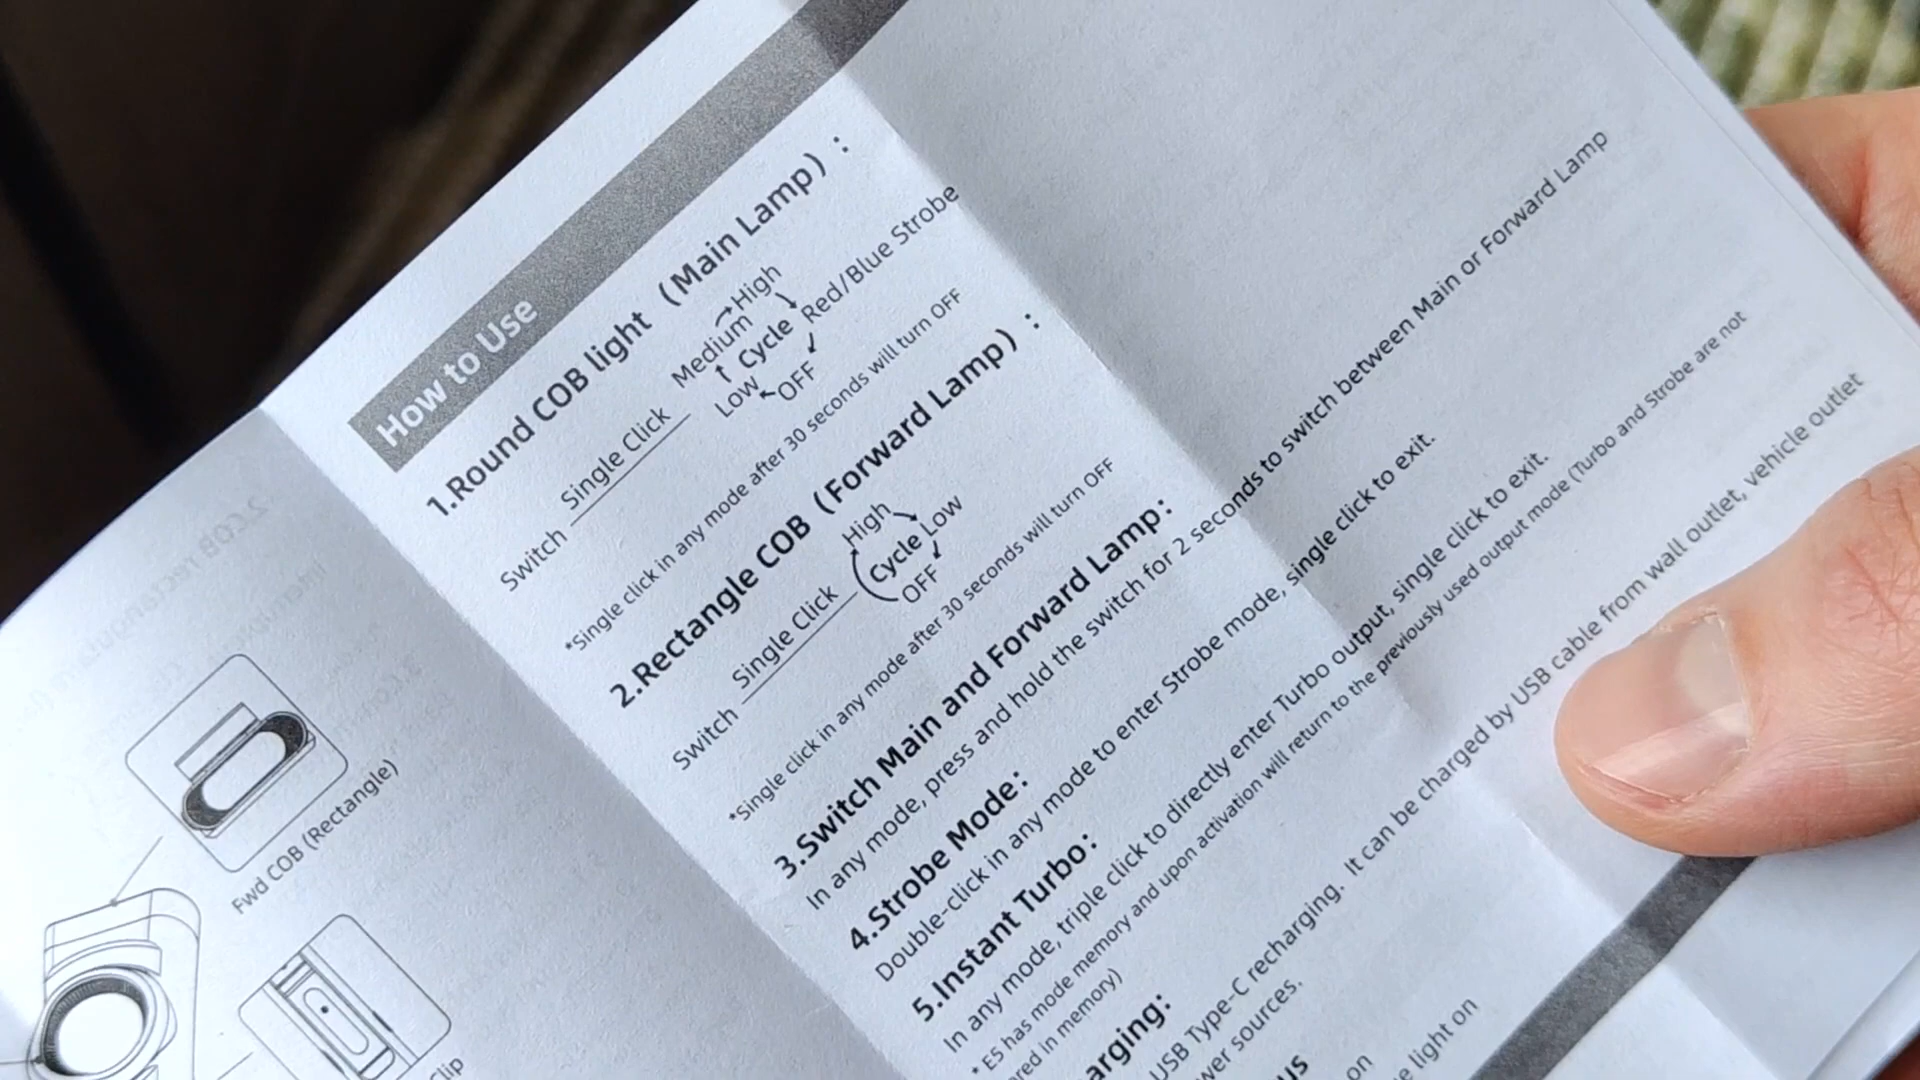 How to Use
1.Round COB light (Main Lamp) :
Switch Single Click Low Medium High Red/Blue Strobe OFF Cycle
*Single click in any mode after 30 seconds will turn OFF
2.Rectangle COB (Forward Lamp) :
Switch Single Click High Low OFF Cycle
*Single click in any mode after 30 seconds will turn OFF
3.Switch Main and Forward Lamp:
In any mode, press and hold the switch for 2 seconds to switch between Main or Forward Lamp
4.Strobe Mode:
Double-click in any mode to enter Strobe mode, single click to exit.
5.Instant Turbo:
In any mode, triple click to directly enter Turbo output, single click to exit.
* E5 has mode memory and upon activation will return to the previously used output mode (Turbo and Strobe are not
red in memory)
arging:
USB Type-C recharging. It can be charged by USB cable from wall outlet, vehicle outlet
wer sources.
us
on
e light on
Fwd COB (Rectangle)
Clip